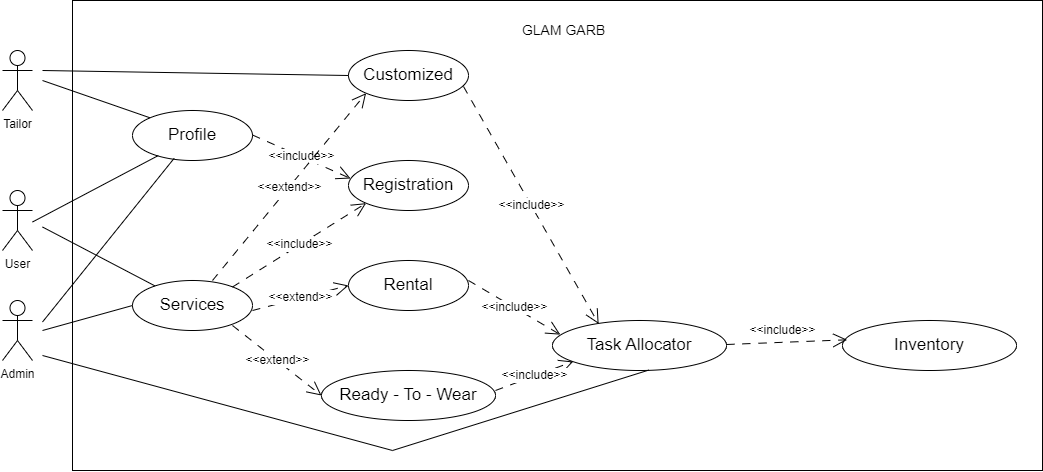 GLAM GARB
Tailor
Customized
Profile
<<include>>
<<extend>>
Registration
<<include>>
User
<<include>>
Services
Rental
<<extend>>
<<include>>
Admin
<<extend>>
Task Allocator
<<include>>
Inventory
<<include>>
Ready - To - Wear